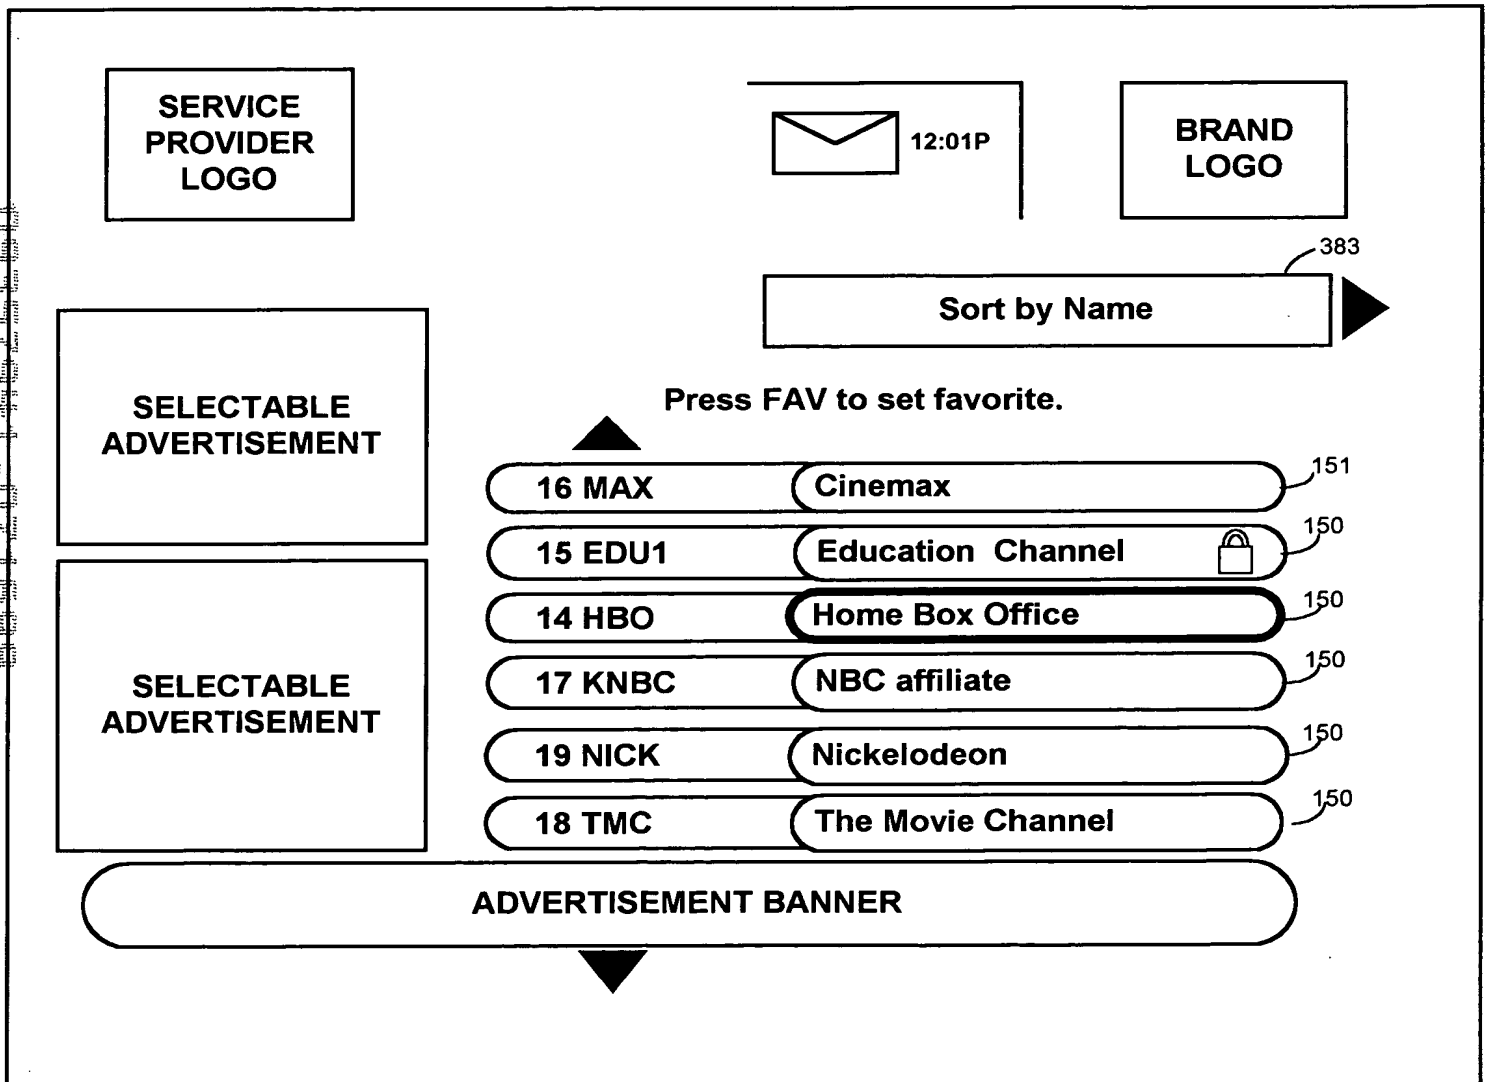 SERVICE
PROVIDER
LOGO
12:01P
BRAND
LOGO
383
Sort by Name
SELECTABLE
ADVERTISEMENT
Press FAV to set favorite.
16 MAX Cinemax 151
15 EDU1 Education Channel 150
14 HBO Home Box Office 150
17 KNBC NBC affiliate 150
19 NICK Nickelodeon 150
18 TMC The Movie Channel 150
SELECTABLE
ADVERTISEMENT
ADVERTISEMENT BANNER